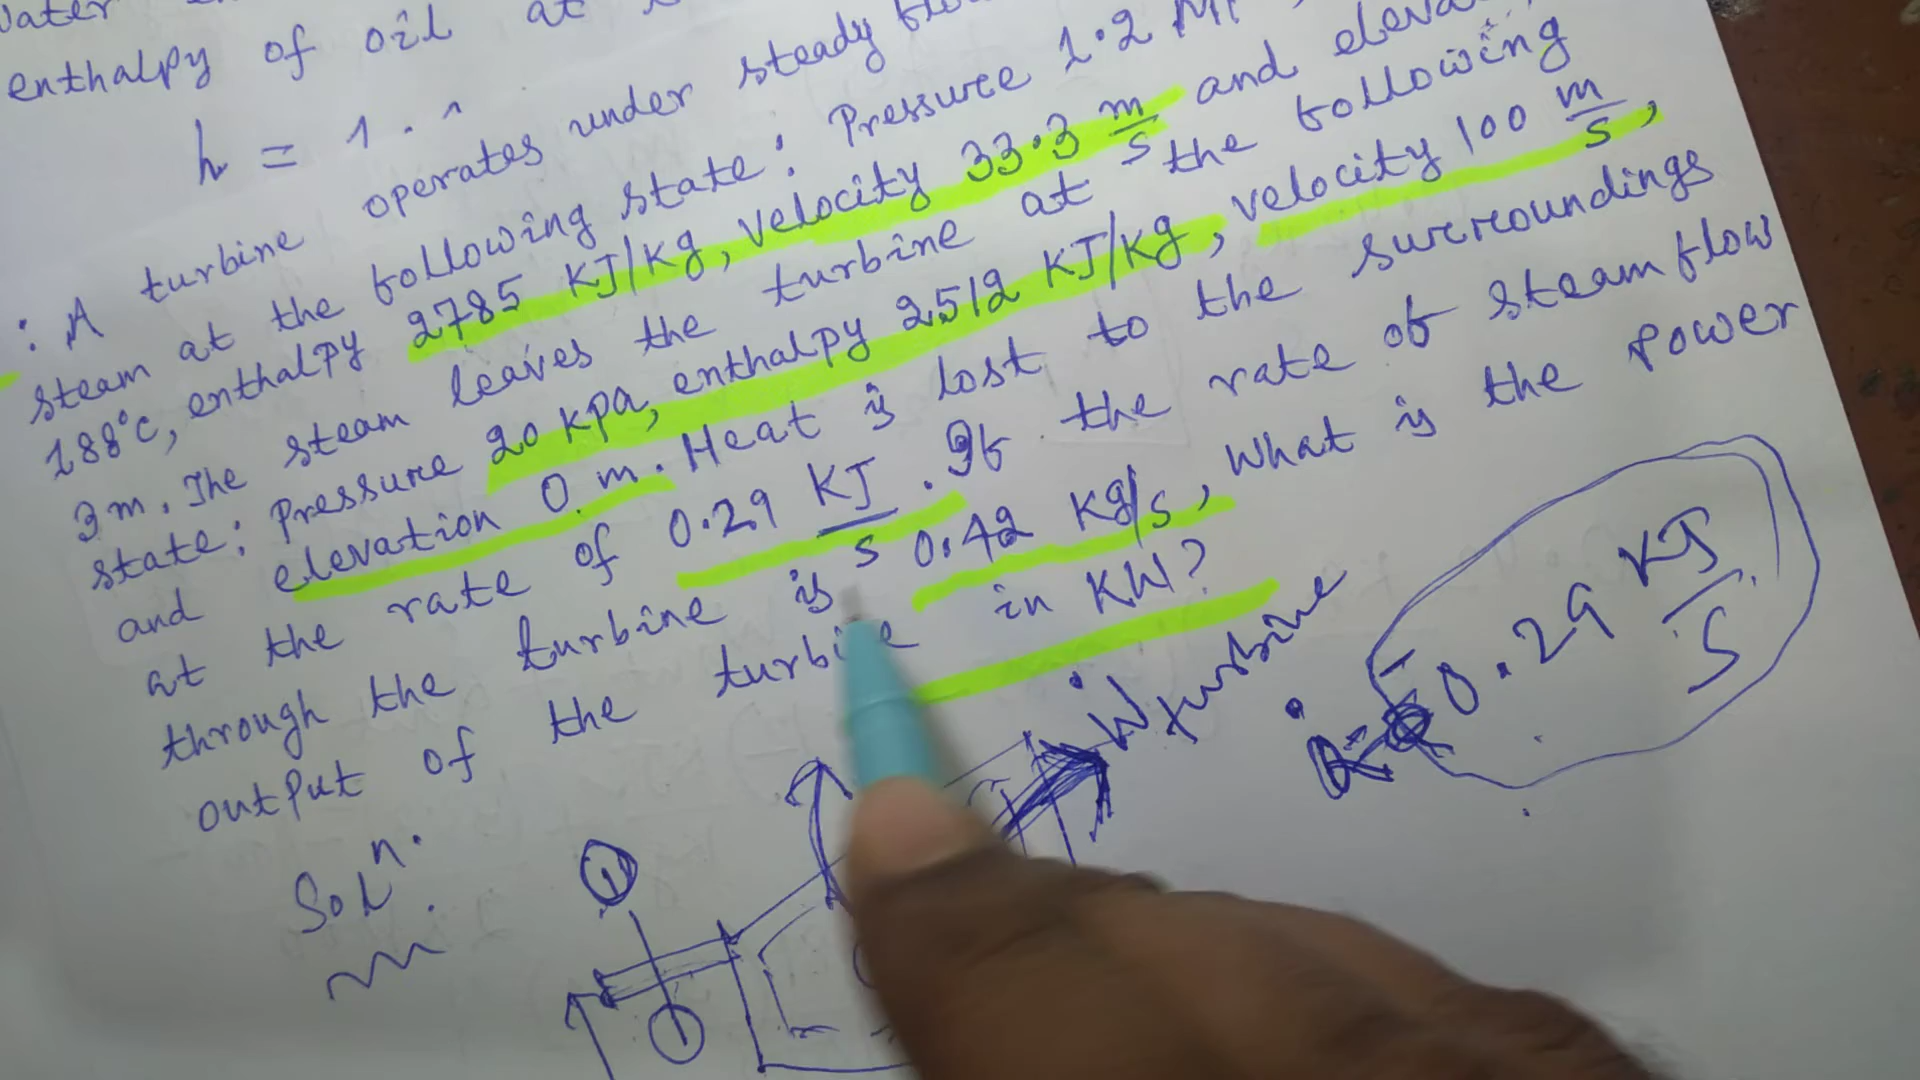 enthalpy of oil at
h = 1.
: A turbine operates under steady
steam at the following state: Pressure 1.2
188°C, enthalpy 2785 KJ/Kg, velocity 33.3 m/s and
3m. The steam leaves the turbine at the following
state: Pressure 20 kpa, enthalpy 2512 KJ/Kg, velocity 100 m/s,
and elevation 0 m. Heat is lost to the surroundings
at the rate of 0.29 KJ/s. If the rate of steam flow
through the turbine is 0.42 Kg/s, What is the Power
output of the turbine in KW?
Soln.
Ẇturbine
0.29 KJ/S
1
1